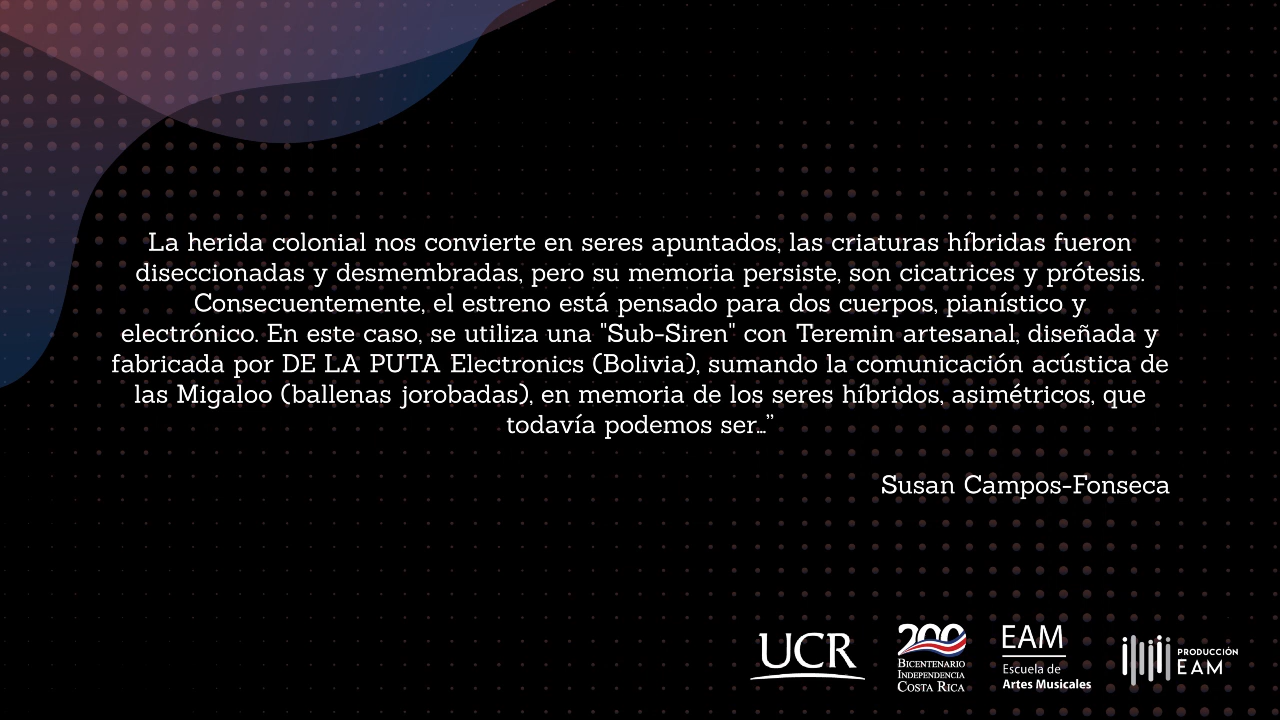 La herida colonial nos convierte en seres apuntados, las criaturas híbridas fueron
diseccionadas y desmembradas, pero su memoria persiste, son cicatrices y prótesis.
Consecuentemente, el estreno está pensado para dos cuerpos, pianístico y
electrónico. En este caso, se utiliza una "Sub-Siren" con Teremin artesanal, diseñada y
fabricada por DE LA PUTA Electronics (Bolivia), sumando la comunicación acústica de
las Migaloo (ballenas jorobadas), en memoria de los seres híbridos, asimétricos, que
todavía podemos ser...”
Susan Campos-Fonseca
UCR
200
BICENTENARIO
INDEPENDENCIA
COSTA RICA
EAM
Escuela de
Artes Musicales
PRODUCCIÓN
EAM